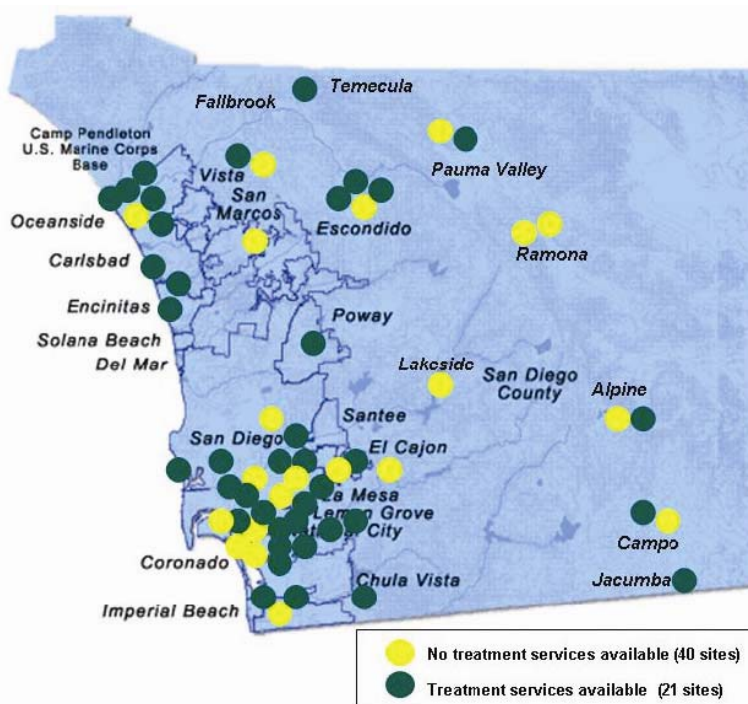 Temecula
Fallbrook
Camp Pendleton
U.S. Marine Corps
Base
Vista
Pauma Valley
San
Marcos
Oceanside
Escondido
Ramona
Carlsbad
Encinitas
Poway
Solana Beach
Del Mar
Lakeside
San Diego
County
Alpine
Santee
San Diego
El Cajon
La Mesa
Lemon Grove
City
Campo
Coronado
Chula Vista
Jacumba
Imperial Beach
No treatment services available (40 sites)
Treatment services available (21 sites)